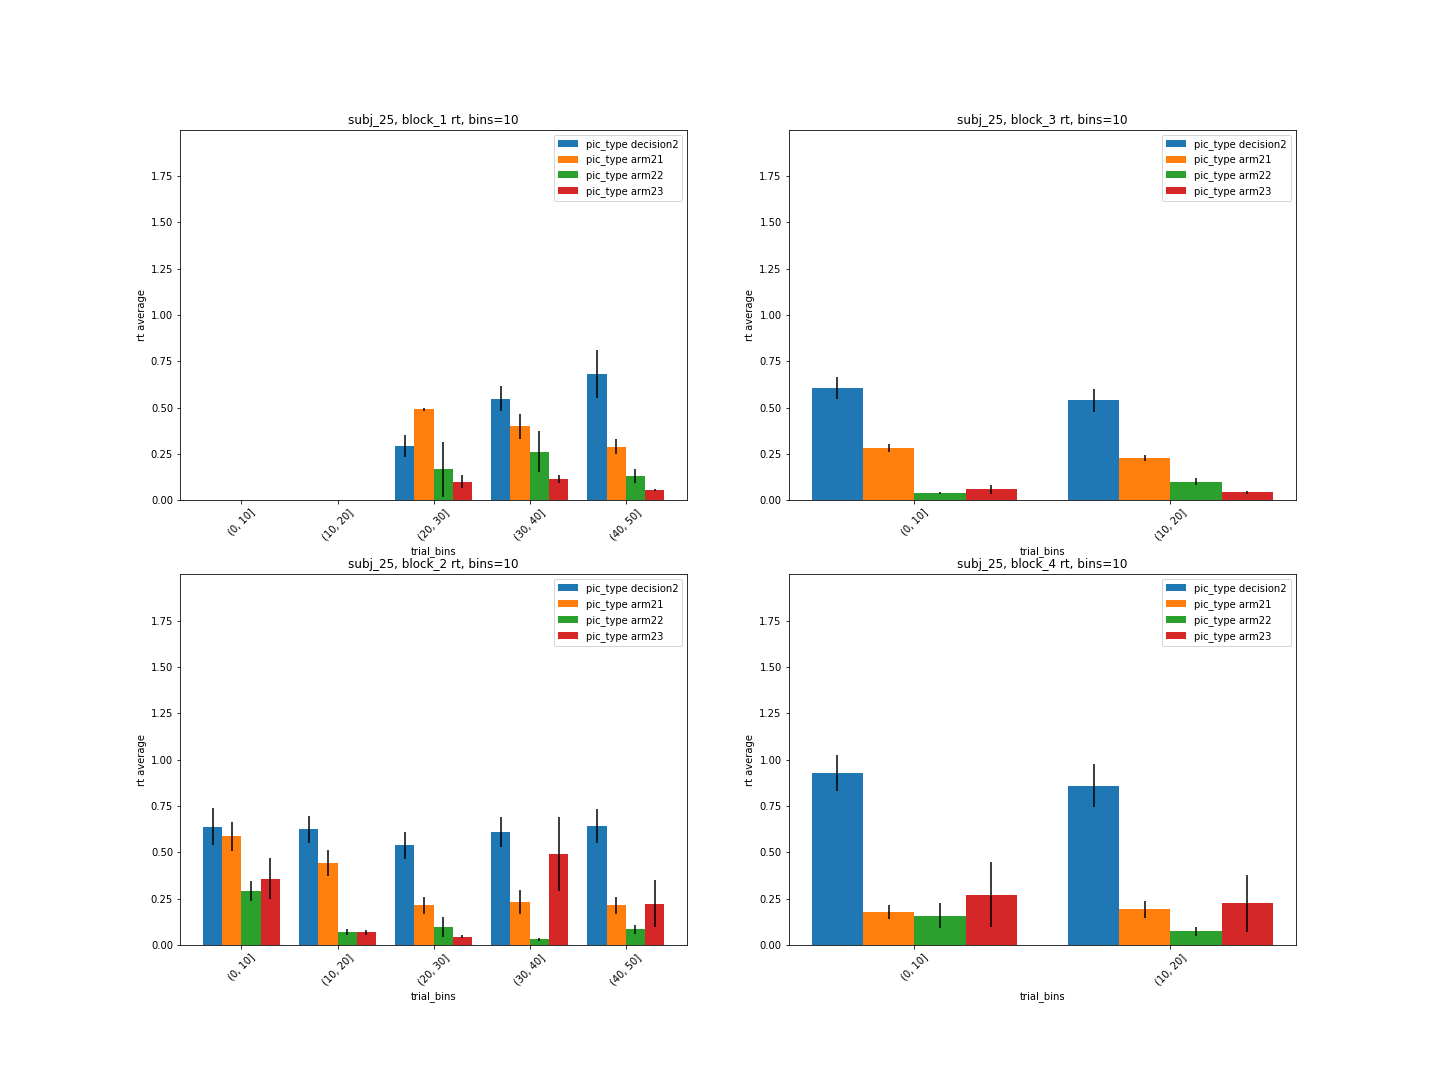 subj_25, block_1 rt, bins=10
pic_type decision2
pic_type arm21
pic_type arm22
pic_type arm23
1.75
1.50
1.25
1.00
0.75
0.50
0.25
0.00
rt average
(0, 10]
(10, 20]
(20, 30]
(30, 40]
(40, 50]
trial_bins
subj_25, block_3 rt, bins=10
pic_type decision2
pic_type arm21
pic_type arm22
pic_type arm23
1.75
1.50
1.25
1.00
0.75
0.50
0.25
0.00
rt average
(0, 10]
(10, 20]
trial_bins
subj_25, block_2 rt, bins=10
pic_type decision2
pic_type arm21
pic_type arm22
pic_type arm23
1.75
1.50
1.25
1.00
0.75
0.50
0.25
0.00
rt average
(0, 10]
(10, 20]
(20, 30]
(30, 40]
(40, 50]
trial_bins
subj_25, block_4 rt, bins=10
pic_type decision2
pic_type arm21
pic_type arm22
pic_type arm23
1.75
1.50
1.25
1.00
0.75
0.50
0.25
0.00
rt average
(0, 10]
(10, 20]
trial_bins